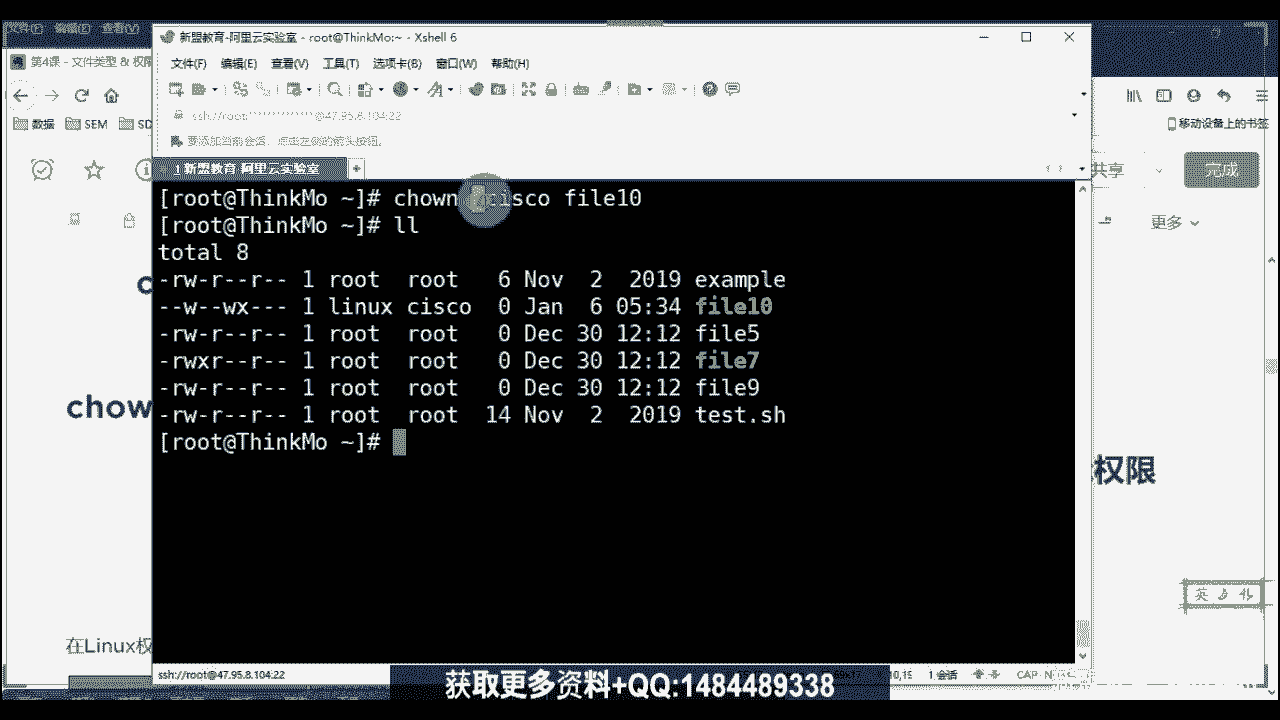 文件(F) 编辑(E) 查看(V)
新盟教育-阿里云实验室 - root@ThinkMo:~ - Xshell 6
第4课 - 文件类型 & 权限
文件(F) 编辑(E) 查看(V) 工具(T) 选项卡(B) 窗口(W) 帮助(H)
ssh://root:************@47.95.8.104:22
要添加当前会话，点击左侧的箭头按钮。
数据 SEM SD
移动设备上的书签
1 新盟教育-阿里云实验室
共享 完成
更多
[root@ThinkMo ~]# chown cisco file10
[root@ThinkMo ~]# ll
total 8
-rw-r--r-- 1 root root 6 Nov 2 2019 example
--w--wx--- 1 linux cisco 0 Jan 6 05:34 file10
-rw-r--r-- 1 root root 0 Dec 30 12:12 file5
-rwxr--r-- 1 root root 0 Dec 30 12:12 file7
-rw-r--r-- 1 root root 0 Dec 30 12:12 file9
-rw-r--r-- 1 root root 14 Nov 2 2019 test.sh
[root@ThinkMo ~]#
chow
权限
英
在Linux权
ssh://root@47.95.8.104:22
1 会话
CAP
获取更多资料+QQ:1484489338